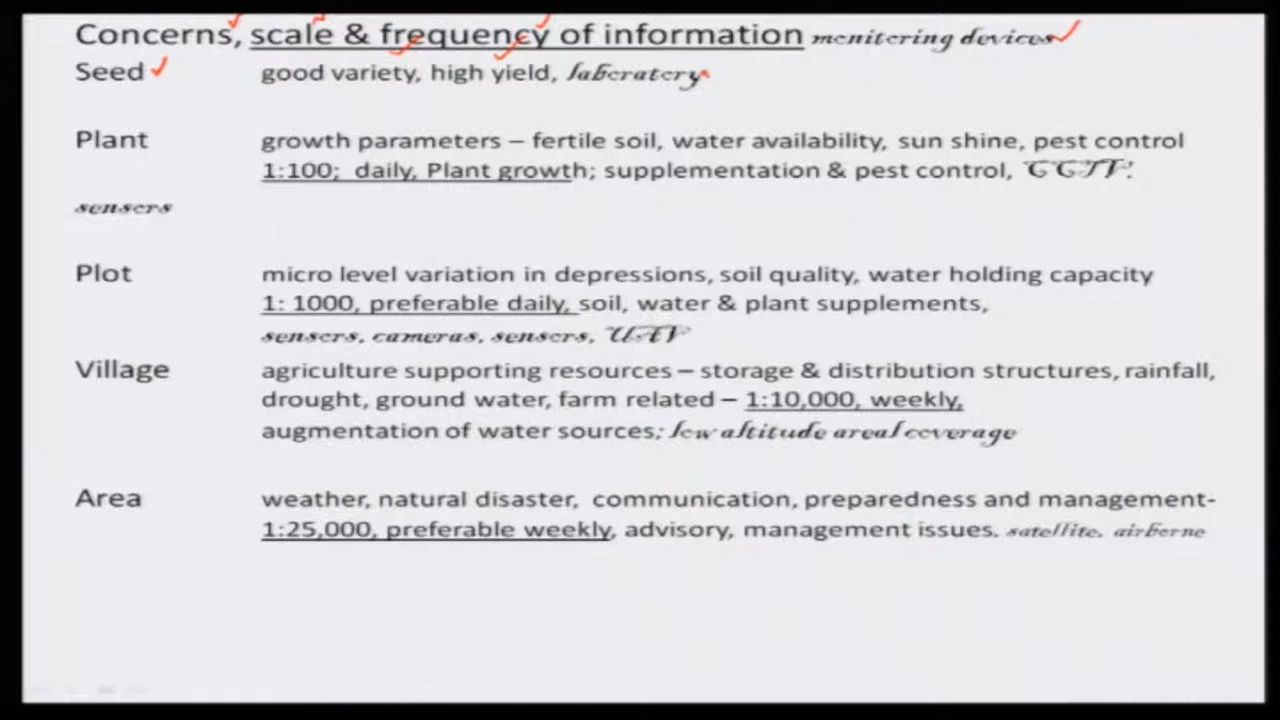 Concerns, scale & frequency of information monitoring devices
Seed good variety, high yield, laboratory
Plant growth parameters – fertile soil, water availability, sun shine, pest control
1:100; daily, Plant growth; supplementation & pest control, CCTV,
sensors
Plot micro level variation in depressions, soil quality, water holding capacity
1: 1000, preferable daily, soil, water & plant supplements,
sensors, cameras, sensors, UAV
Village agriculture supporting resources – storage & distribution structures, rainfall,
drought, ground water, farm related – 1:10,000, weekly,
augmentation of water sources; low altitude areal coverage
Area weather, natural disaster, communication, preparedness and management-
1:25,000, preferable weekly, advisory, management issues. satellite. airborne